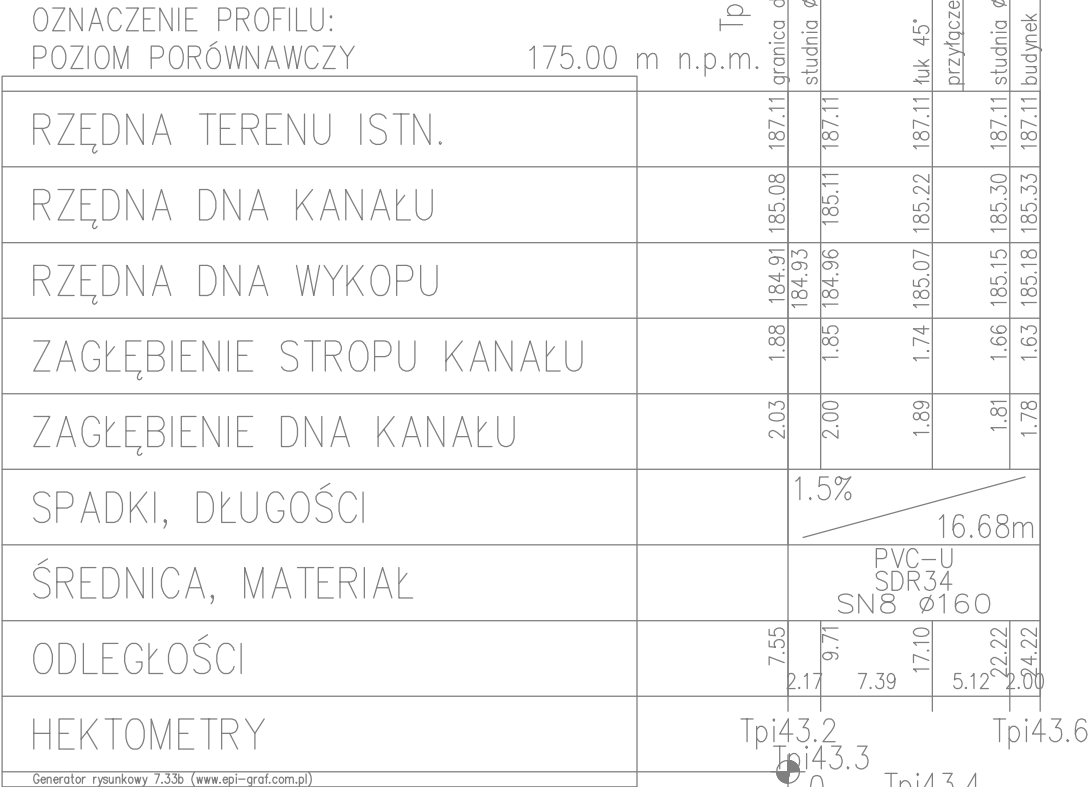 OZNACZENIE PROFILU:
POZIOM PORÓWNAWCZY 175.00 m n.p.m.
Tpi
granica d
studnia ø
łuk 45°
przyłącze
studnia ø
budynek
RZĘDNA TERENU ISTN. 187.11 187.11 187.11 187.11 187.11
RZĘDNA DNA KANAŁU 185.08 185.11 185.22 185.30 185.33
RZĘDNA DNA WYKOPU 184.91 184.93 184.96 185.07 185.15 185.18
ZAGŁĘBIENIE STROPU KANAŁU 1.88 1.85 1.74 1.66 1.63
ZAGŁĘBIENIE DNA KANAŁU 2.03 2.00 1.89 1.81 1.78
SPADKI, DŁUGOŚCI 1.5% 16.68m
ŚREDNICA, MATERIAŁ PVC-U
SDR34
SN8 ø160
ODLEGŁOŚCI 7.55 9.71 17.10 22.22 24.22
2.17 7.39 5.12 2.00
HEKTOMETRY Tpi43.2 Tpi43.6
Tpi43.3
0 Tpi43.4
Generator rysunkowy 7.33b (www.epi-graf.com.pl)